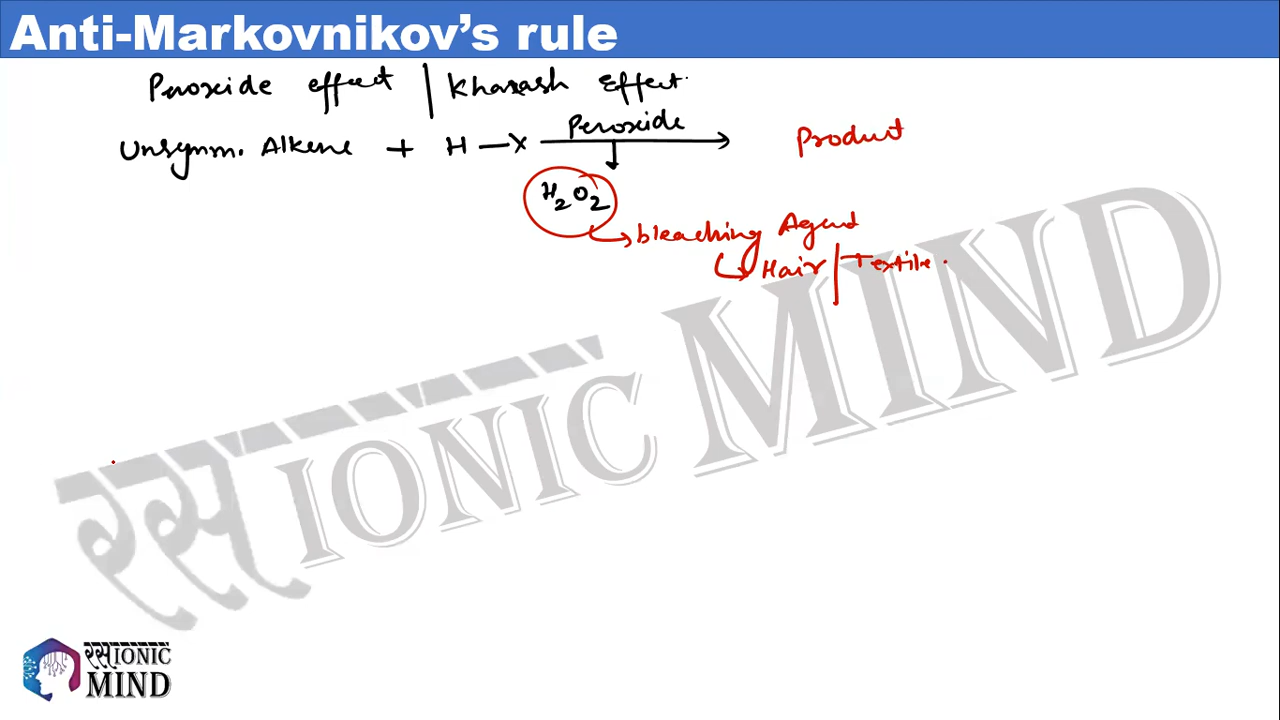 Anti-Markovnikov’s rule
Peroxide effect | Kharash Effect.
Unsymm. Alkene + H — X Peroxide → Product
H2O2
bleaching Agent
Hair | Textile.
रसIONIC MIND
रसIONIC
MIND